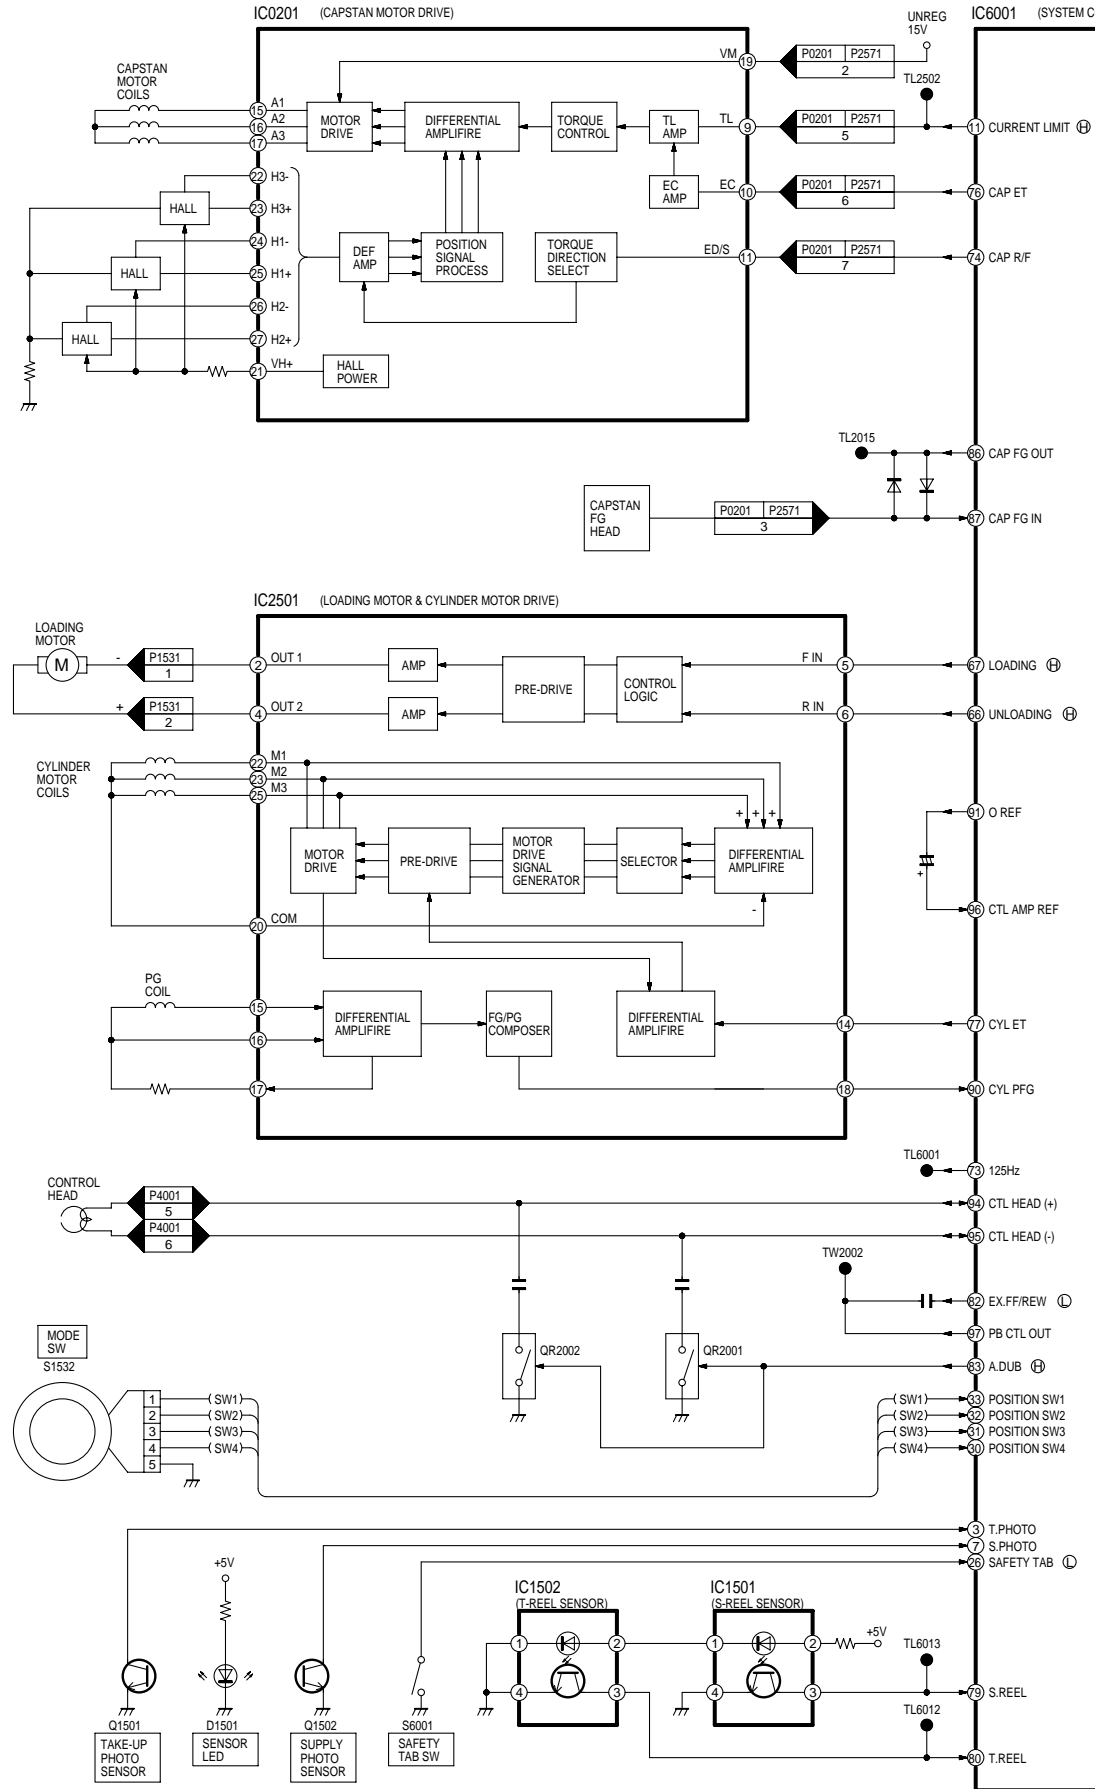 IC0201 (CAPSTAN MOTOR DRIVE)
IC6001 (SYSTEM C
UNREG
15V
VM
19
P0201 P2571
2
TL2502
CAPSTAN
MOTOR
COILS
15 A1
16 A2
17 A3
MOTOR
DRIVE
DIFFERENTIAL
AMPLIFIRE
TORQUE
CONTROL
TL
AMP
TL
9
P0201 P2571
5
11 CURRENT LIMIT H
22 H3-
23 H3+
24 H1-
25 H1+
26 H2-
27 H2+
21 VH+
HALL
HALL
HALL
EC
AMP
EC
10
P0201 P2571
6
76 CAP ET
DEF
AMP
POSITION
SIGNAL
PROCESS
TORQUE
DIRECTION
SELECT
ED/S
11
P0201 P2571
7
74 CAP R/F
HALL
POWER
TL2015
86 CAP FG OUT
CAPSTAN
FG
HEAD
P0201 P2571
3
87 CAP FG IN
IC2501 (LOADING MOTOR & CYLINDER MOTOR DRIVE)
LOADING
MOTOR
M
-
P1531
1
2 OUT 1
AMP
PRE-DRIVE
CONTROL
LOGIC
F IN
5
67 LOADING H
+
P1531
2
4 OUT 2
AMP
R IN
6
66 UNLOADING H
CYLINDER
MOTOR
COILS
22 M1
23 M2
25 M3
+ + +
MOTOR
DRIVE
PRE-DRIVE
MOTOR
DRIVE
SIGNAL
GENERATOR
SELECTOR
DIFFERENTIAL
AMPLIFIRE
-
20 COM
91 O REF
+
96 CTL AMP REF
PG
COIL
15
16
17
DIFFERENTIAL
AMPLIFIRE
FG/PG
COMPOSER
DIFFERENTIAL
AMPLIFIRE
14
77 CYL ET
18
90 CYL PFG
TL6001
73 125Hz
CONTROL
HEAD
P4001
5
P4001
6
94 CTL HEAD (+)
95 CTL HEAD (-)
TW2002
82 EX.FF/REW L
97 PB CTL OUT
QR2002
QR2001
83 A.DUB H
MODE
SW
S1532
1 (SW1)
2 (SW2)
3 (SW3)
4 (SW4)
5
(SW1) 33 POSITION SW1
(SW2) 32 POSITION SW2
(SW3) 31 POSITION SW3
(SW4) 30 POSITION SW4
3 T.PHOTO
7 S.PHOTO
26 SAFETY TAB L
+5V
IC1502
(T-REEL SENSOR)
1 2
4 3
IC1501
(S-REEL SENSOR)
1 2
4 3
+5V
TL6013
79 S.REEL
TL6012
80 T.REEL
Q1501
TAKE-UP
PHOTO
SENSOR
D1501
SENSOR
LED
Q1502
SUPPLY
PHOTO
SENSOR
S6001
SAFETY
TAB SW